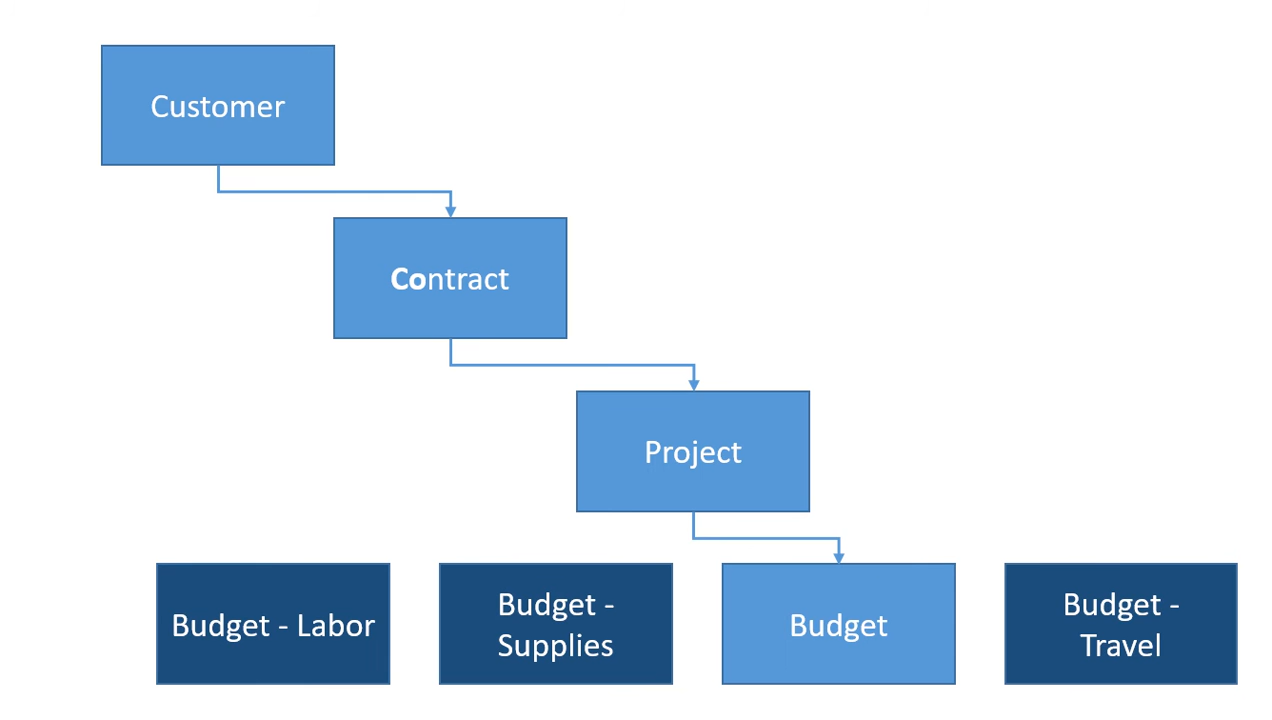 Customer
Contract
Project
Budget - Labor
Budget -
Supplies
Budget
Budget -
Travel